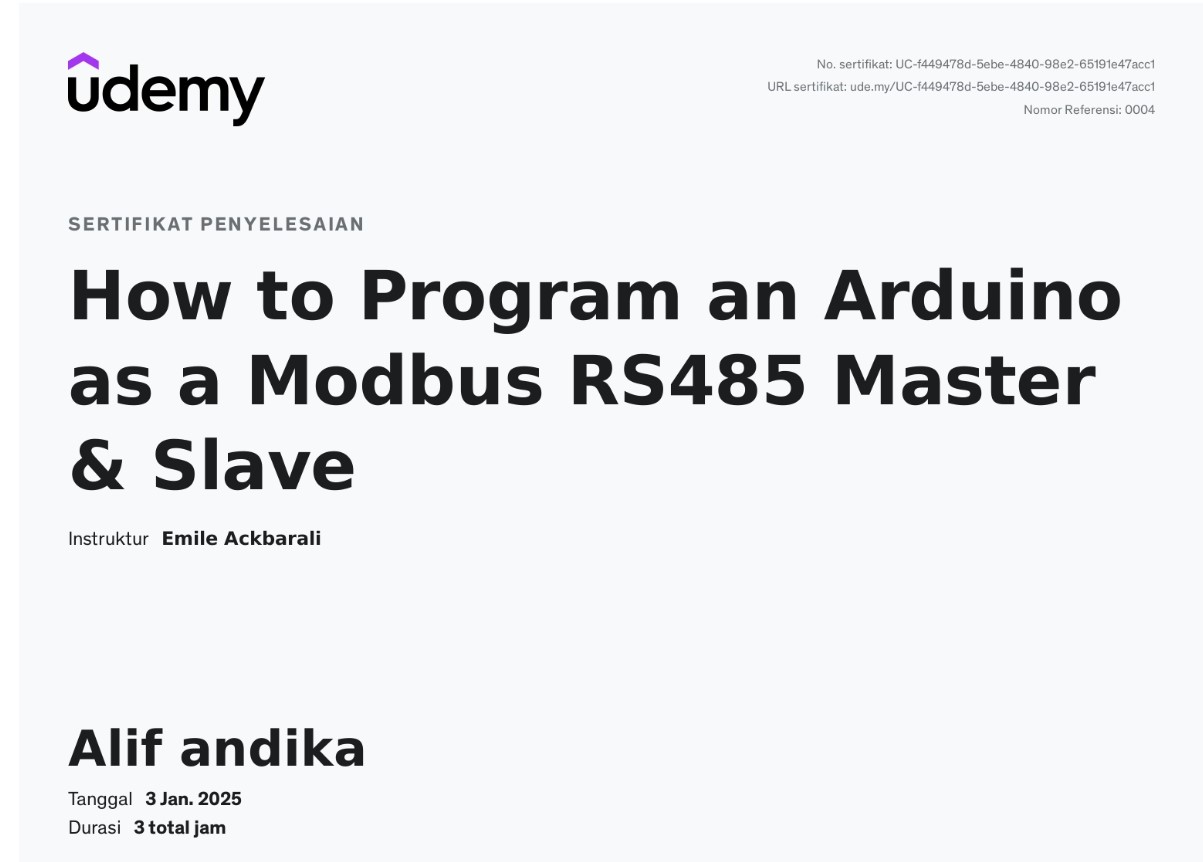 udemy
No. sertifikat: UC-f449478d-5ebe-4840-98e2-65191e47acc1
URL sertifikat: ude.my/UC-f449478d-5ebe-4840-98e2-65191e47acc1
Nomor Referensi: 0004
SERTIFIKAT PENYELESAIAN
How to Program an Arduino
as a Modbus RS485 Master
& Slave
Instruktur Emile Ackbarali
Alif andika
Tanggal 3 Jan. 2025
Durasi 3 total jam